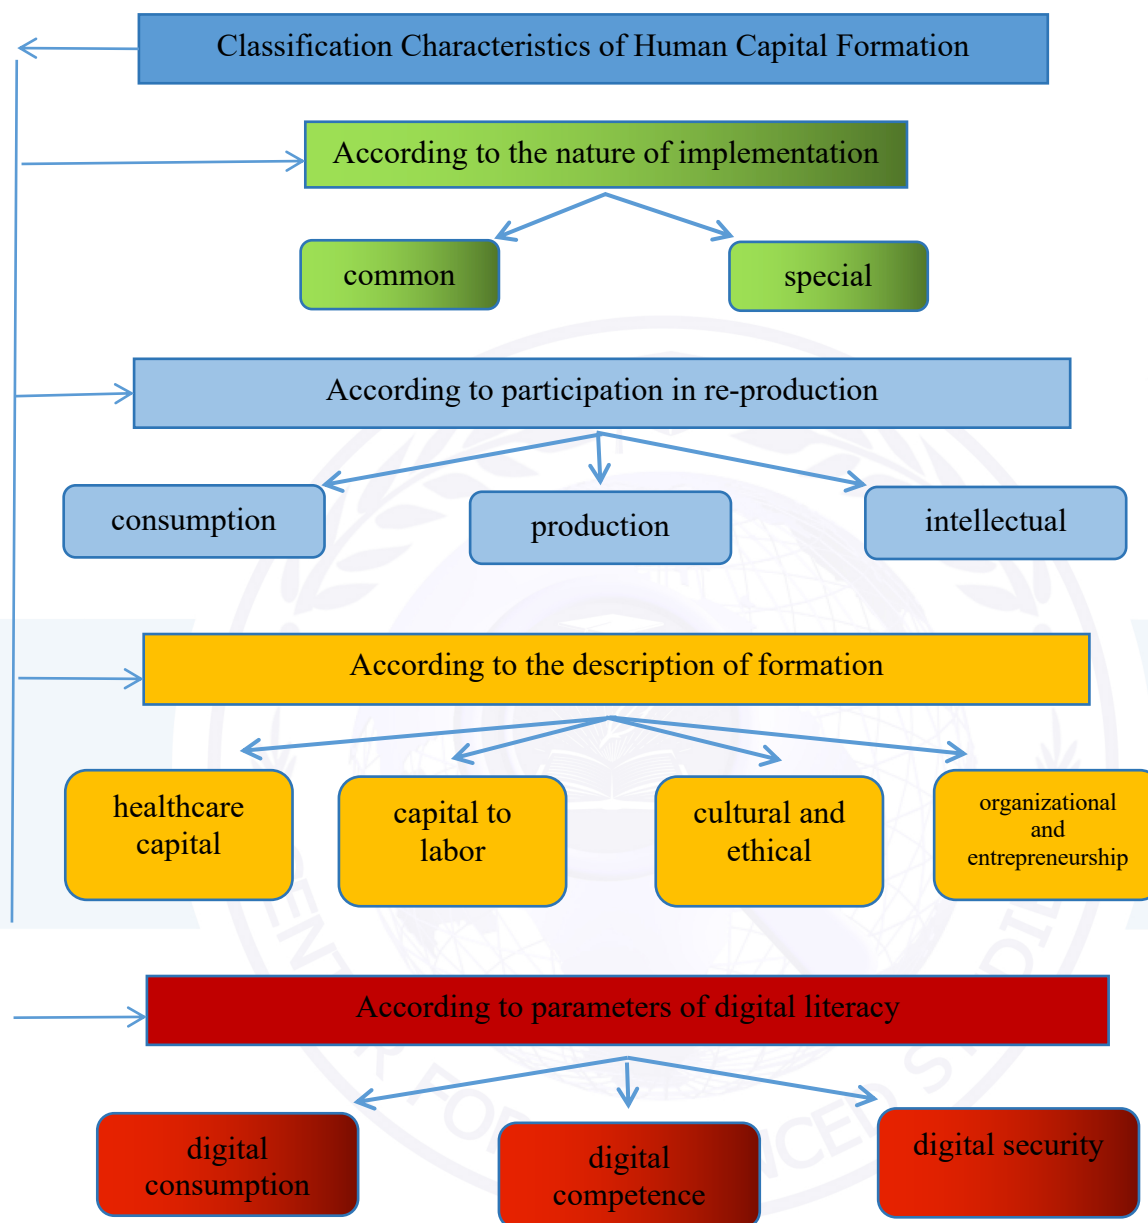 Classification Characteristics of Human Capital Formation
According to the nature of implementation
common
special
According to participation in re-production
consumption
production
intellectual
According to the description of formation
healthcare
capital
capital to
labor
cultural and
ethical
organizational
and
entrepreneurship
According to parameters of digital literacy
digital
consumption
digital
competence
digital security